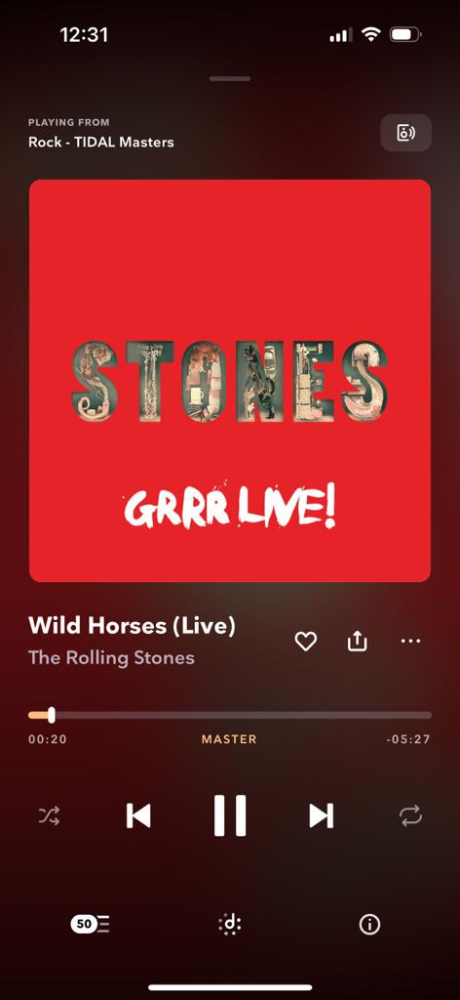 12:31
PLAYING FROM
Rock - TIDAL Masters
STONES
GRRR LIVE!
Wild Horses (Live)
The Rolling Stones
00:20 MASTER -05:27
50